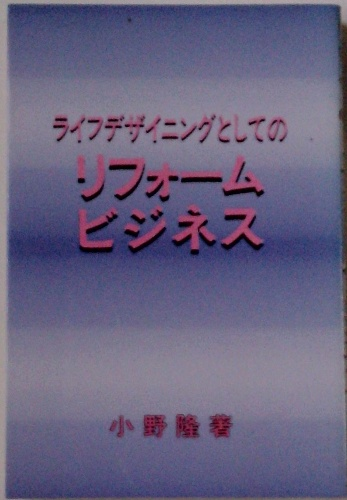 ライフデザイニングとしての
リフォーム
ビジネス
小野隆著